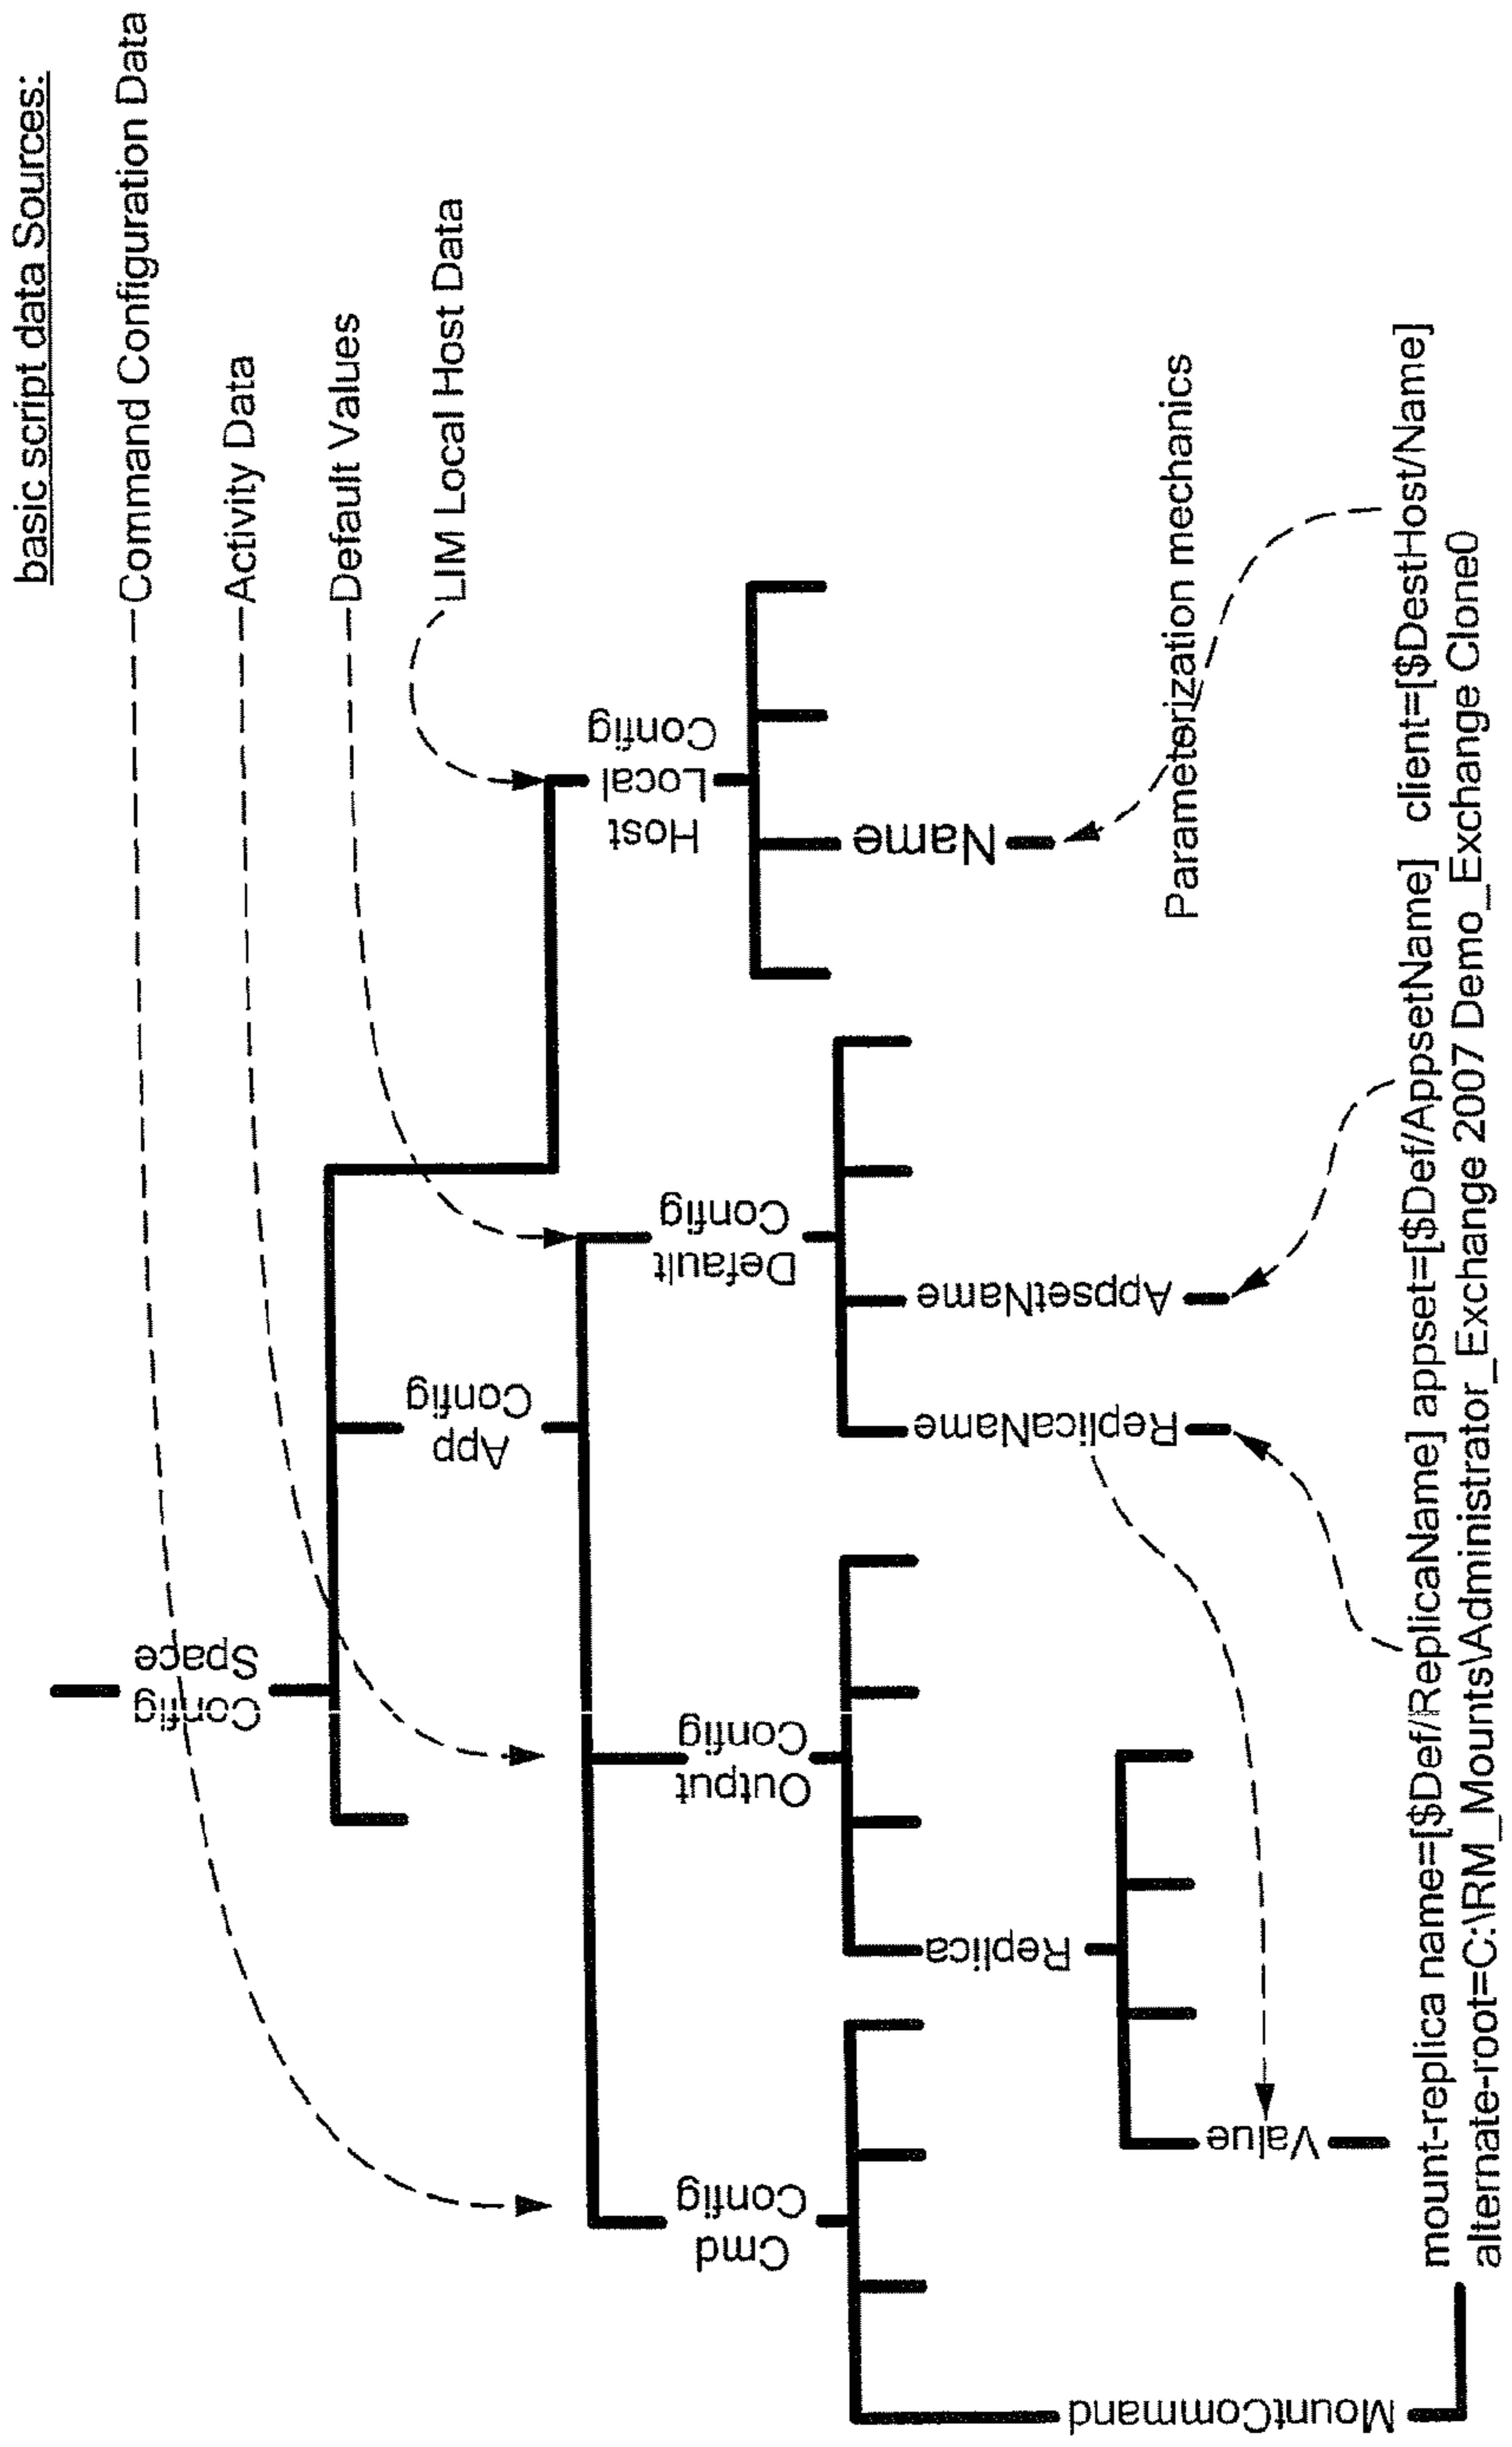 basic script data Sources:
Command Configuration Data
Activity Data
Default Values
LIM Local Host Data
Config
Space
App
Config
Host
Local
Config
Cmd
Config
Output
Config
Default
Config
MountCommand
Replica
Value
ReplicaName
AppsetName
Name
Parameterization mechanics
mount-replica name=[$Def/ReplicaName] appset=[$Def/AppsetName] client=[$DestHost/Name]
alternate-root=C:\RM_Mounts\Administrator_Exchange 2007 Demo_Exchange Clone0